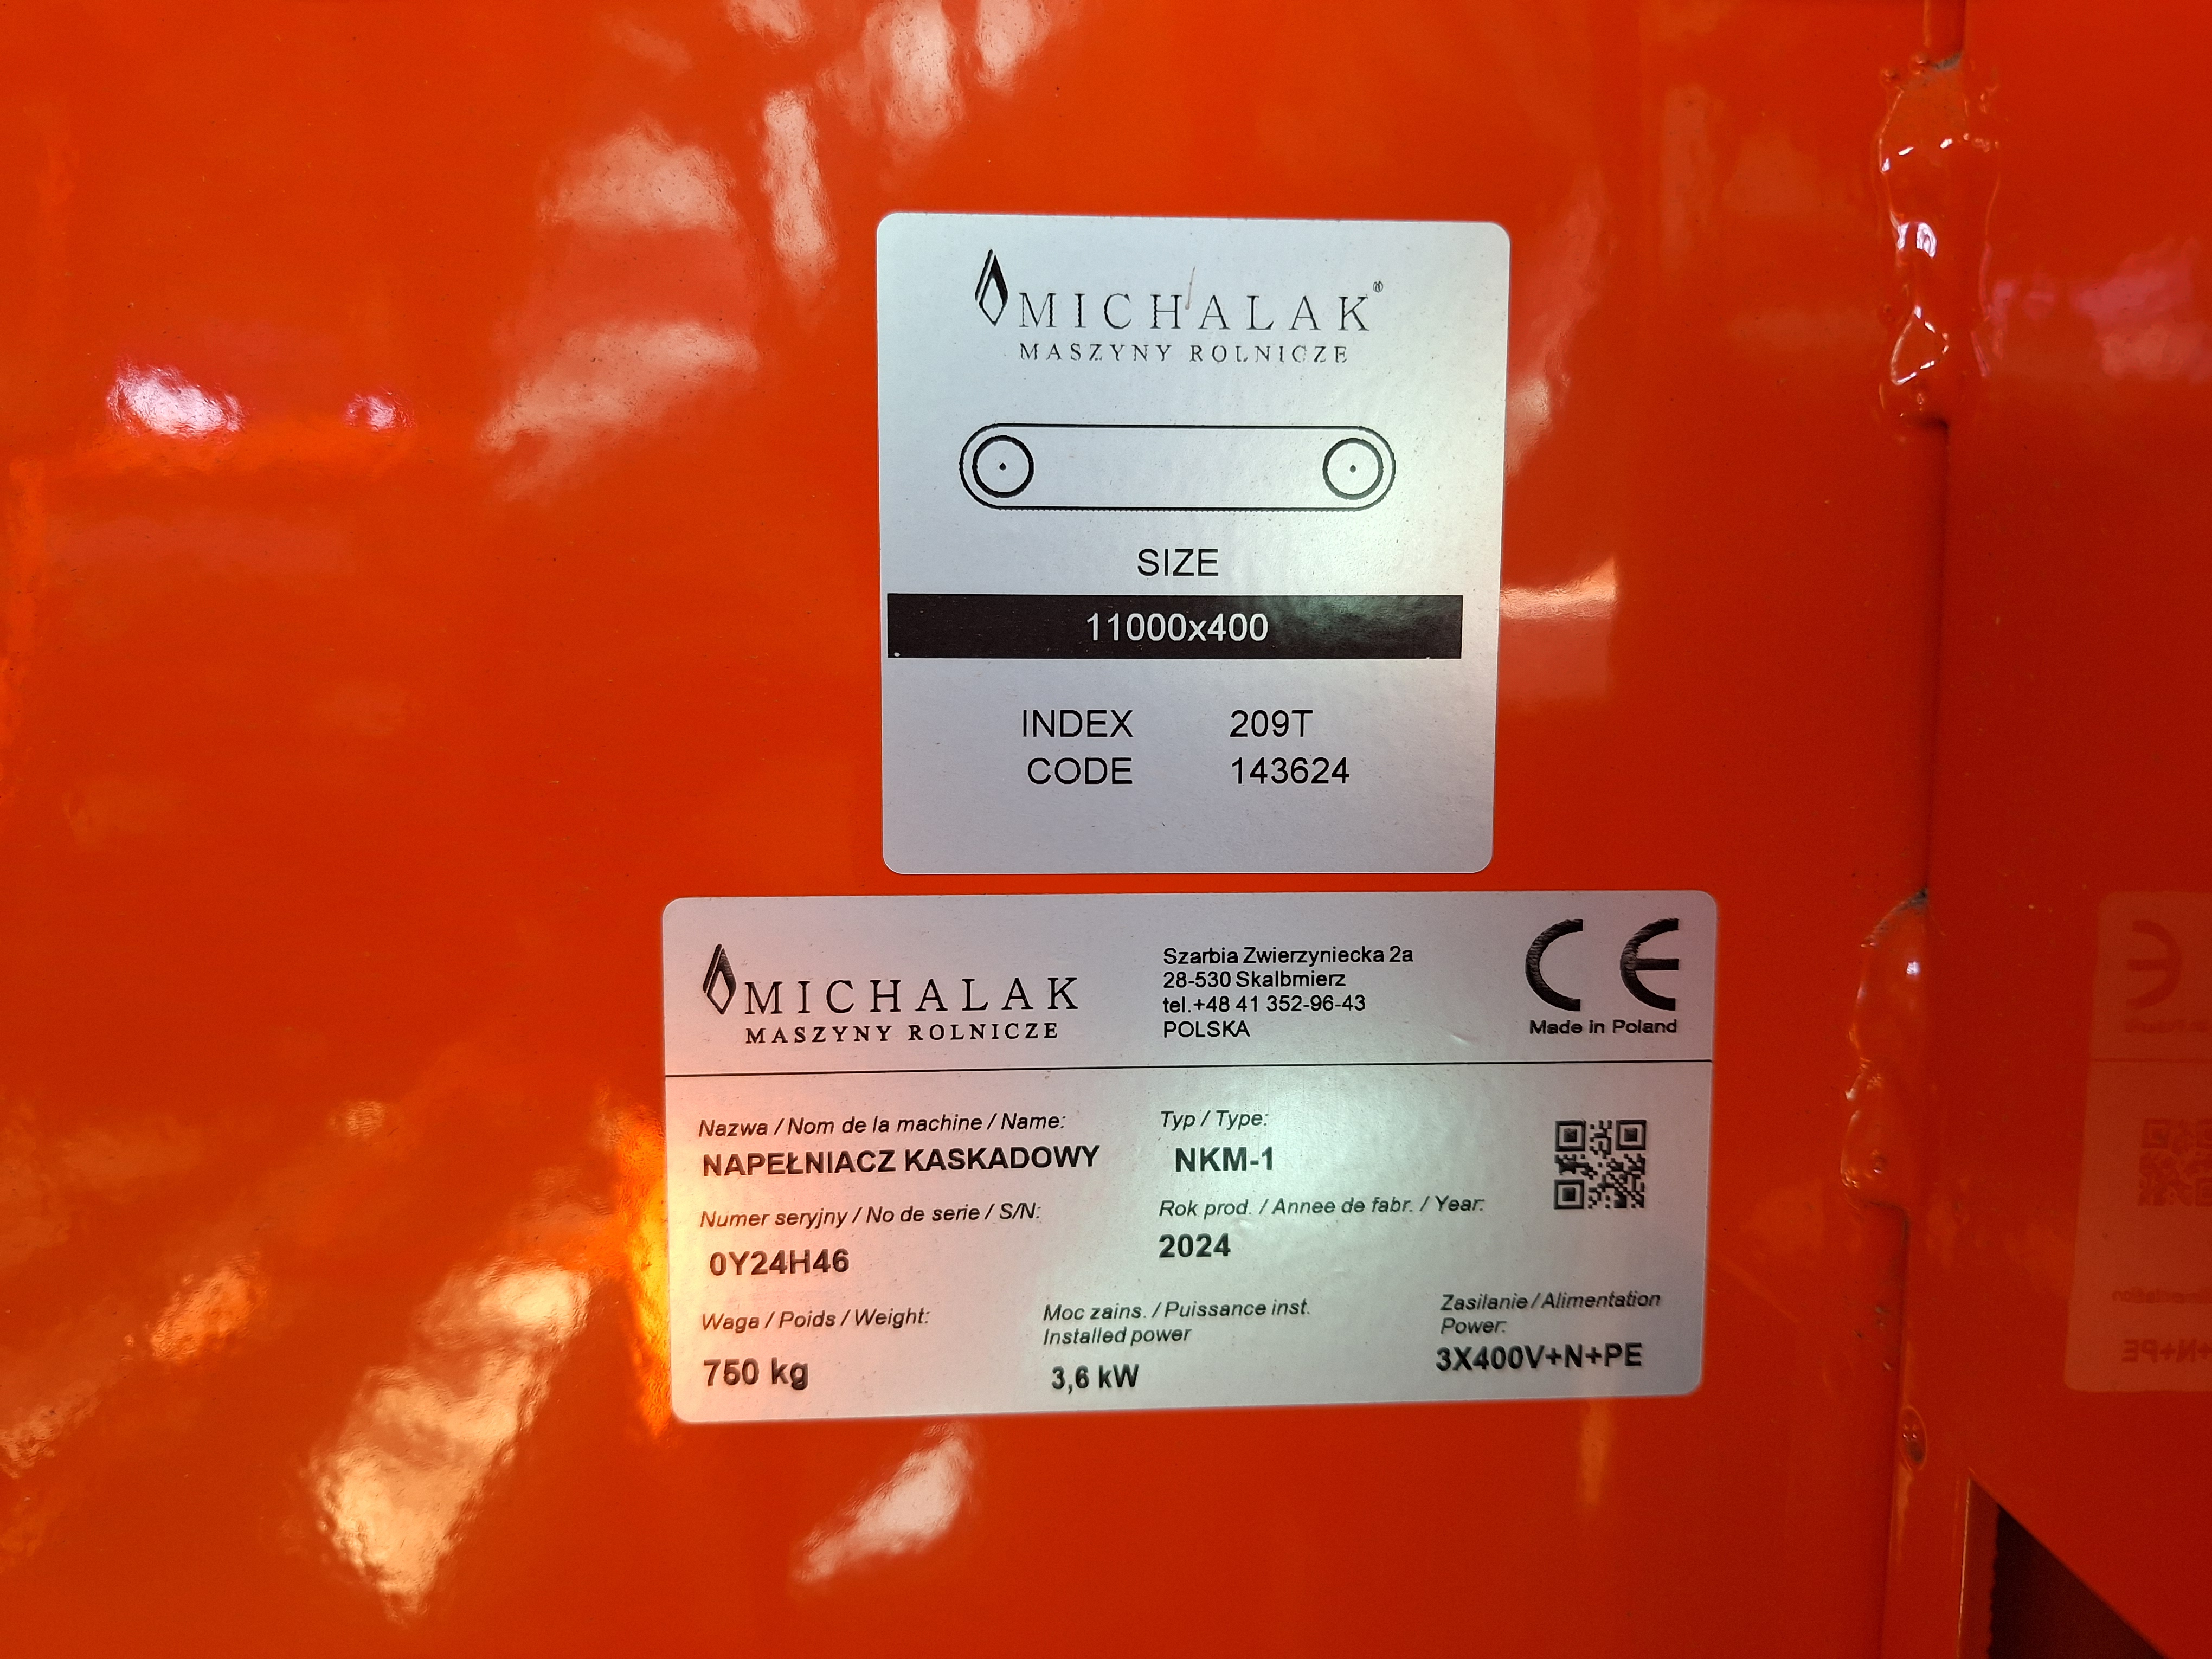 MICHALAK®
MASZYNY ROLNICZE
SIZE
11000x400
INDEX 209T
CODE 143624
MICHALAK
MASZYNY ROLNICZE
Szarbia Zwierzyniecka 2a
28-530 Skalbmierz
tel.+48 41 352-96-43
POLSKA
CE
Made in Poland
Nazwa / Nom de la machine / Name:
NAPEŁNIACZ KASKADOWY
Typ / Type:
NKM-1
Numer seryjny / No de serie / S/N:
0Y24H46
Rok prod. / Annee de fabr. / Year:
2024
Waga / Poids / Weight:
750 kg
Moc zains. / Puissance inst.
Installed power
3,6 kW
Zasilanie / Alimentation
Power:
3X400V+N+PE